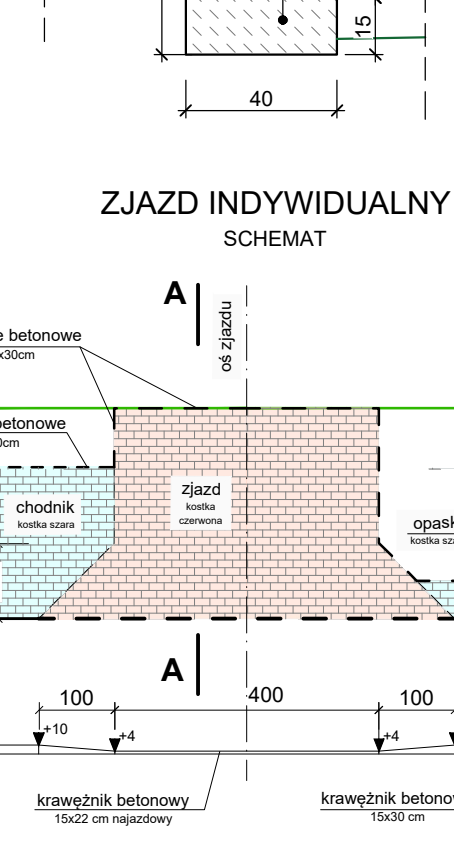 15
40
ZJAZD INDYWIDUALNY
SCHEMAT
A
oś zjazdu
betonowe
x30cm
betonowe
0cm
zjazd
kostka
czerwona
chodnik
kostka szara
opask
kostka sza
A
100
400
100
+10
+4
+4
krawężnik betonowy
15x22 cm najazdowy
krawężnik betonow
15x30 cm